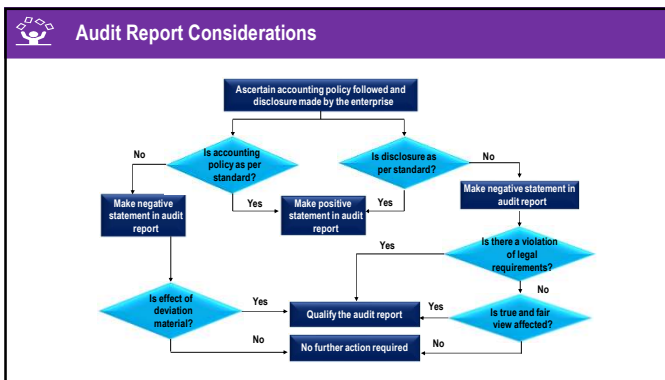 Audit Report Considerations
Ascertain accounting policy followed and
disclosure made by the enterprise
No
Is accounting
policy as per
standard?
Is disclosure as
per standard?
No
Make negative
statement in audit
report
Yes
Make positive
statement in audit
report
Yes
Make negative statement in
audit report
Yes
Is there a violation
of legal
requirements?
No
Is effect of
deviation
material?
Yes
Qualify the audit report
Yes
Is true and fair
view affected?
No
No further action required
No